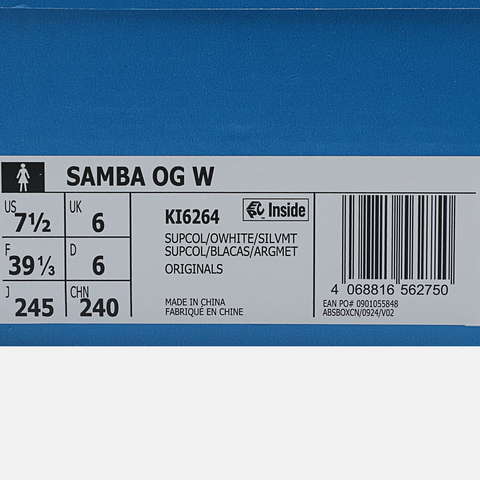 SAMBA OG W
US 7½ UK 6
F 39⅓ D 6
J 245 CHN 240
KI6264
Inside
SUPCOL/OWHITE/SILVMT
SUPCOL/BLACAS/ARGMET
ORIGINALS
MADE IN CHINA
FABRIQUÉ EN CHINE
4 068816 562750
EAN PO# 0901055848
ABSBOXCN/0924/V02